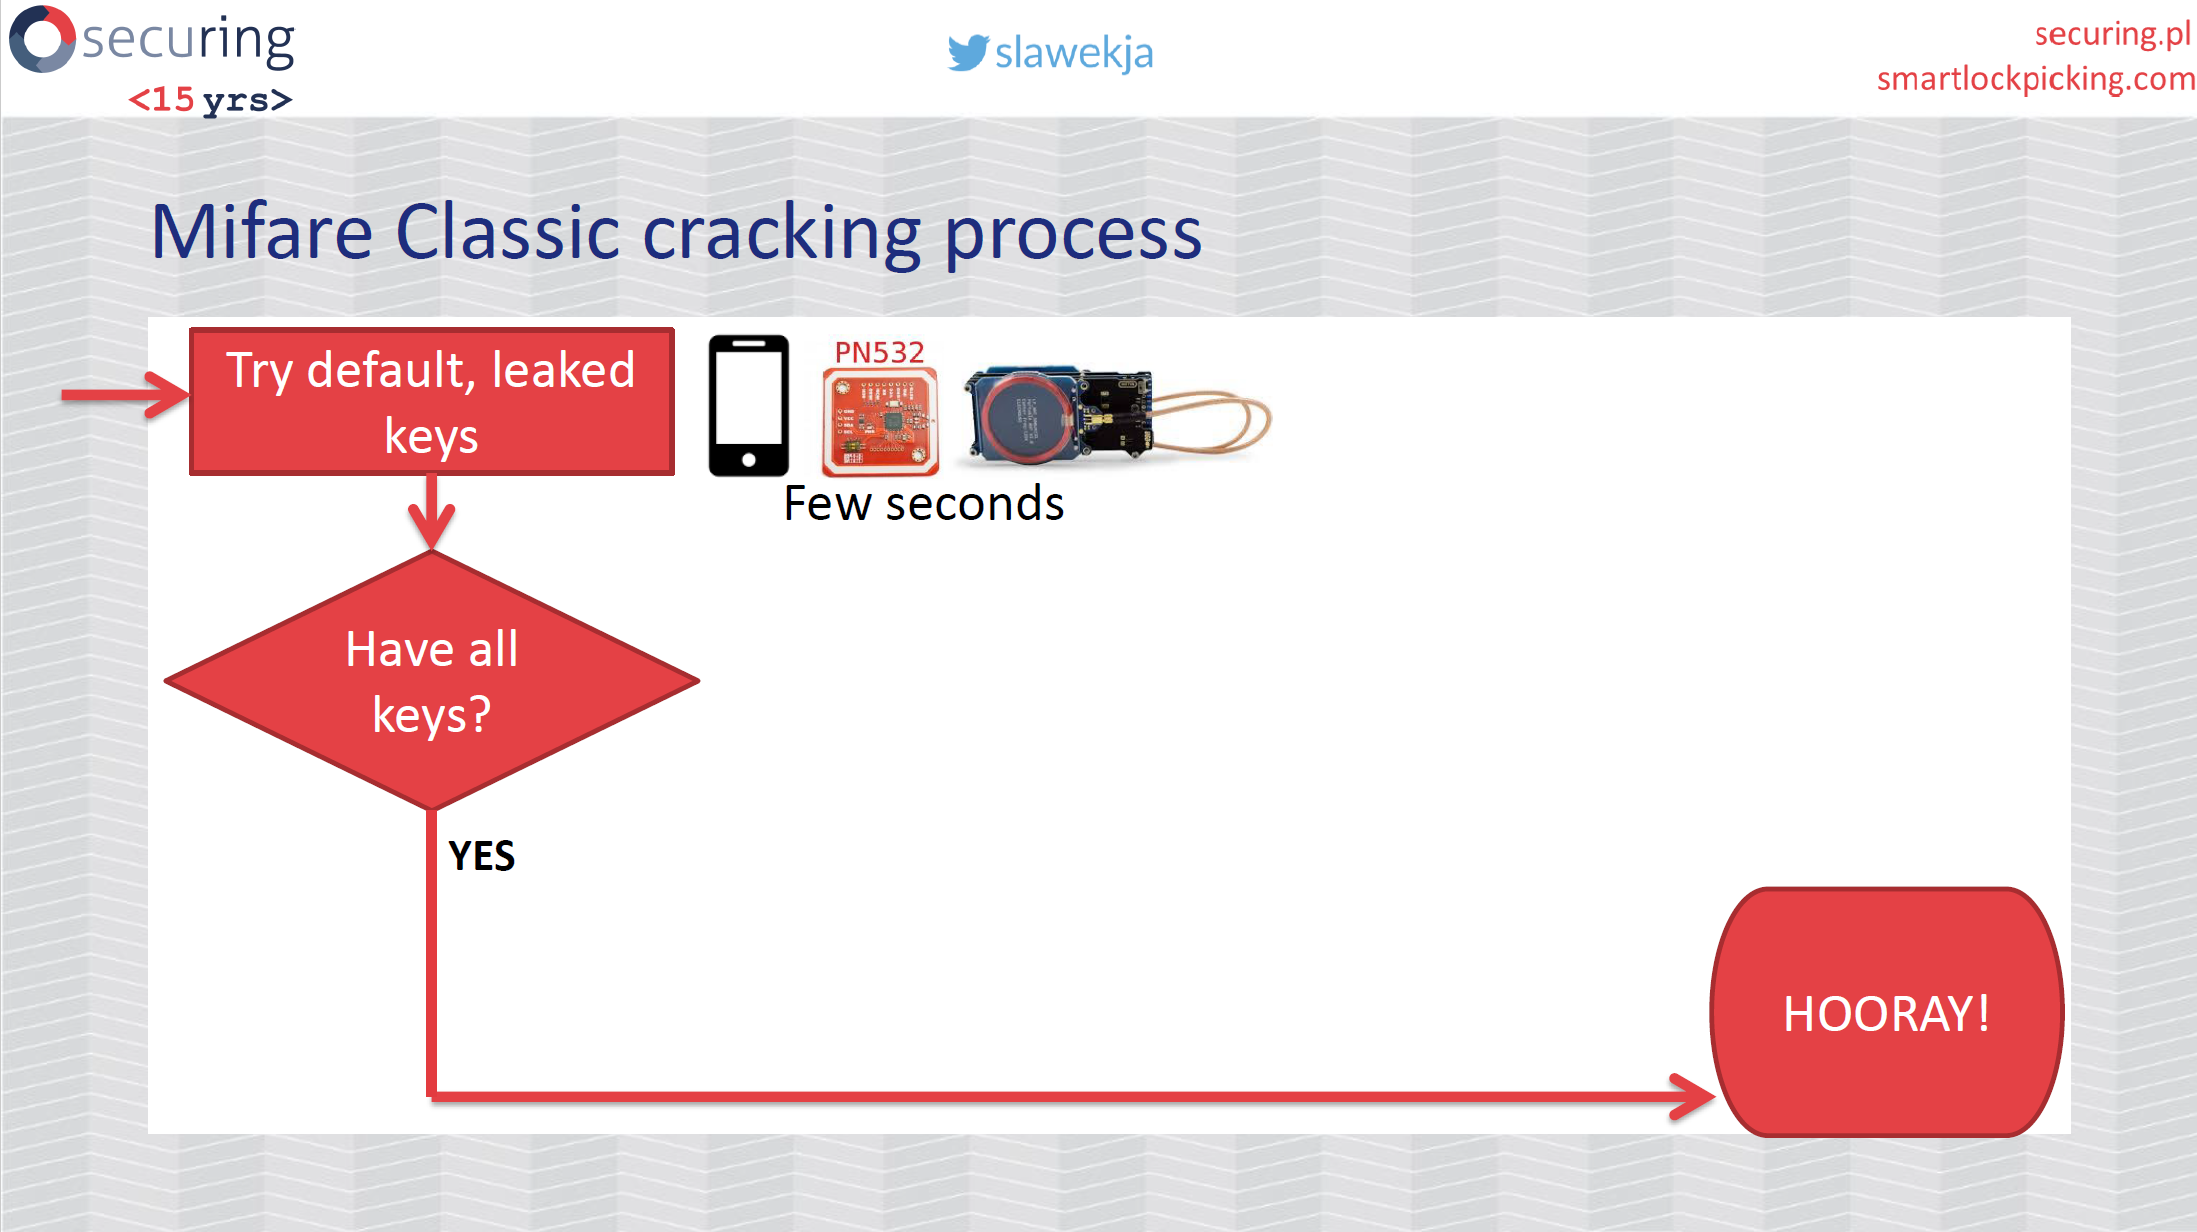 securing
<15 yrs>
slawekja
securing.pl
smartlockpicking.com
Mifare Classic cracking process
Try default, leaked
keys
PN532
Few seconds
Have all
keys?
YES
HOORAY!